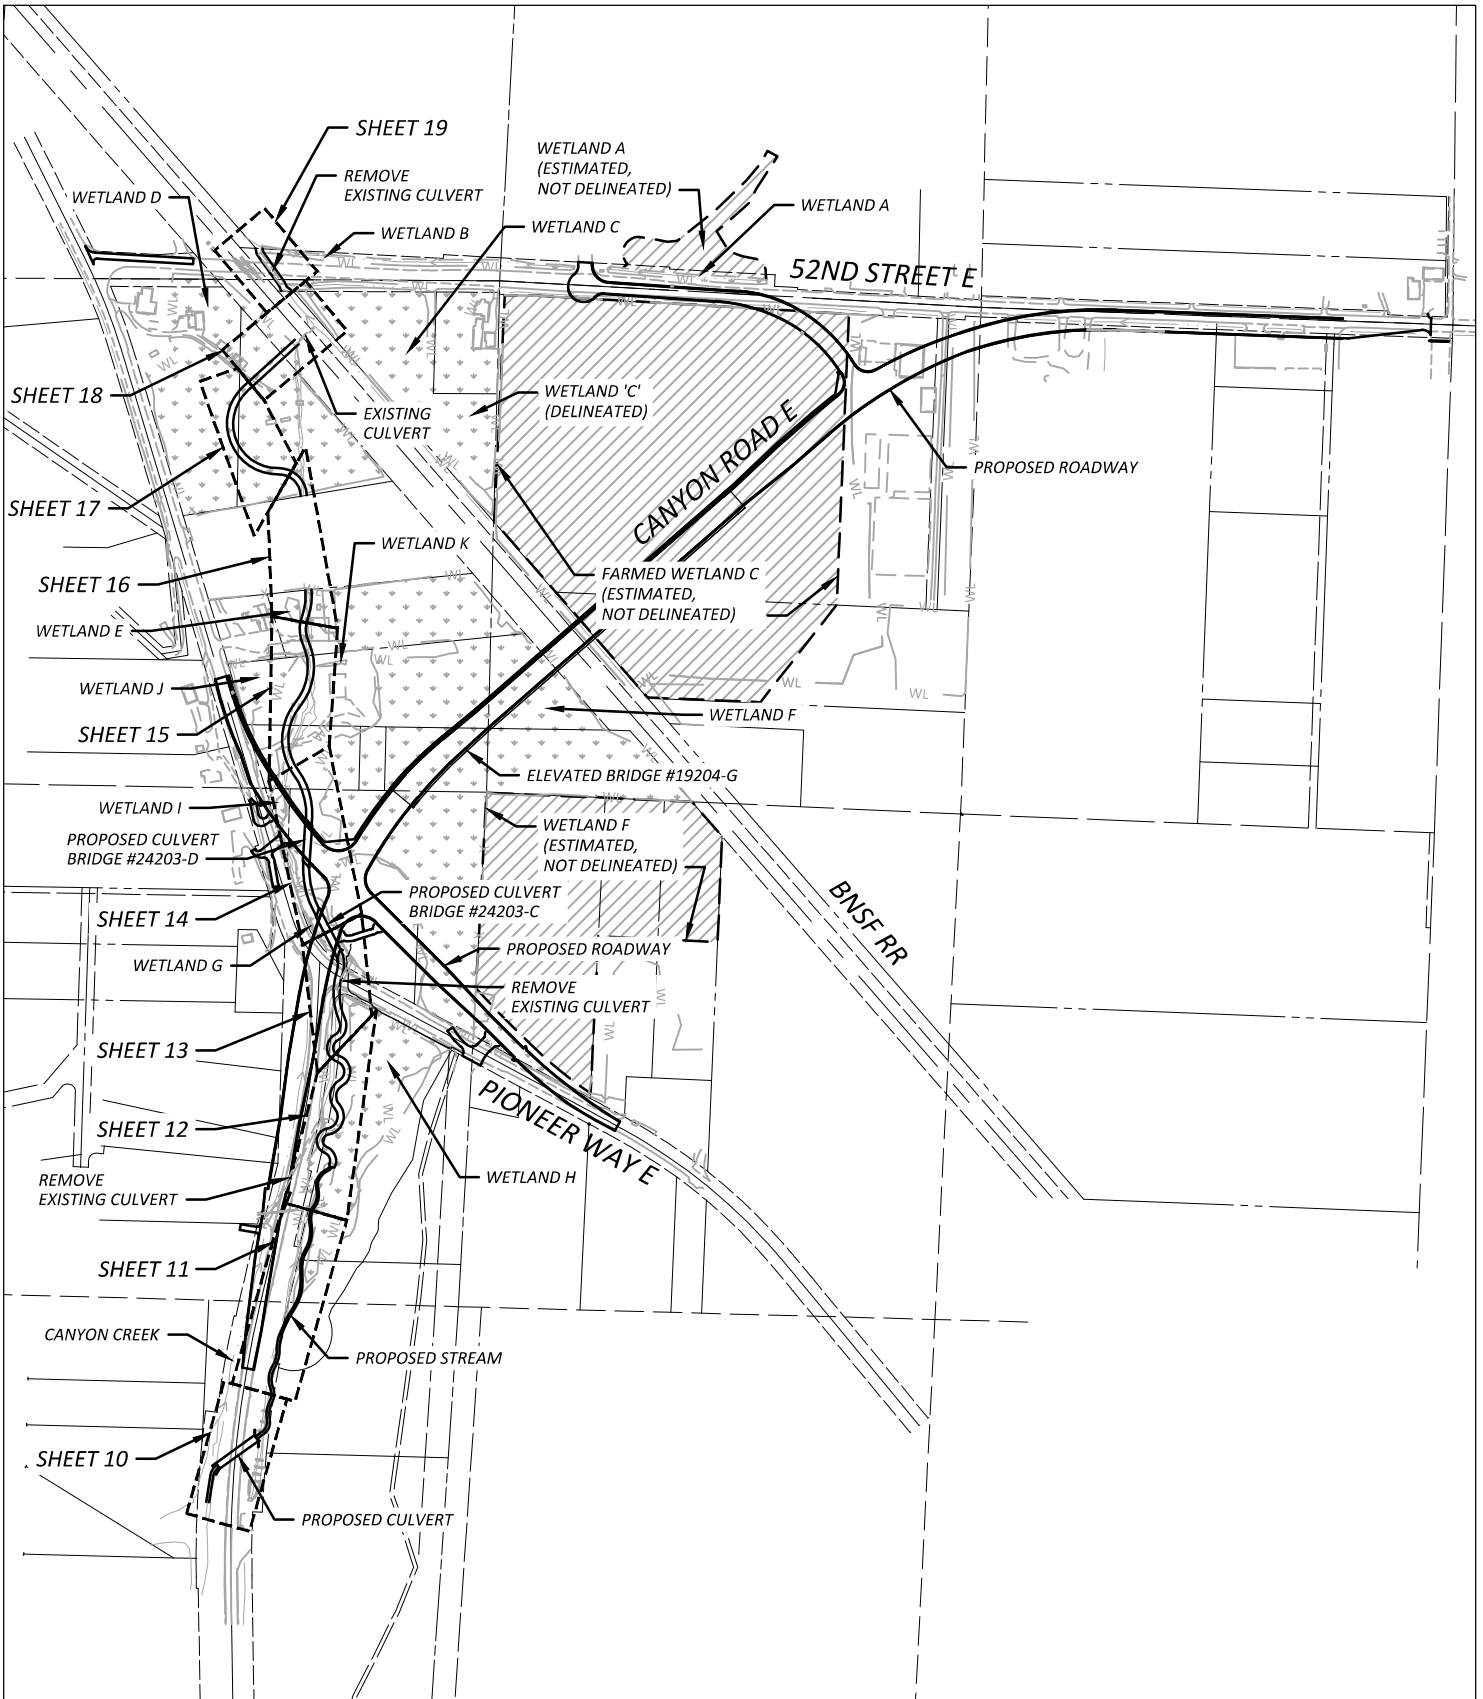 SHEET 19
WETLAND A
(ESTIMATED,
NOT DELINEATED)
REMOVE
EXISTING CULVERT
WETLAND D
WETLAND A
WETLAND B
WETLAND C
52ND STREET E
SHEET 18
WETLAND 'C'
(DELINEATED)
EXISTING
CULVERT
CANYON ROAD E
PROPOSED ROADWAY
SHEET 17
WETLAND K
SHEET 16
FARMED WETLAND C
(ESTIMATED,
NOT DELINEATED)
WETLAND E
WETLAND J
WETLAND F
SHEET 15
ELEVATED BRIDGE #19204-G
WETLAND I
WETLAND F
(ESTIMATED,
NOT DELINEATED)
PROPOSED CULVERT
BRIDGE #24203-D
PROPOSED CULVERT
BRIDGE #24203-C
SHEET 14
BNSF RR
PROPOSED ROADWAY
WETLAND G
REMOVE
EXISTING CULVERT
SHEET 13
PIONEER WAY E
SHEET 12
REMOVE
EXISTING CULVERT
WETLAND H
SHEET 11
CANYON CREEK
PROPOSED STREAM
SHEET 10
PROPOSED CULVERT